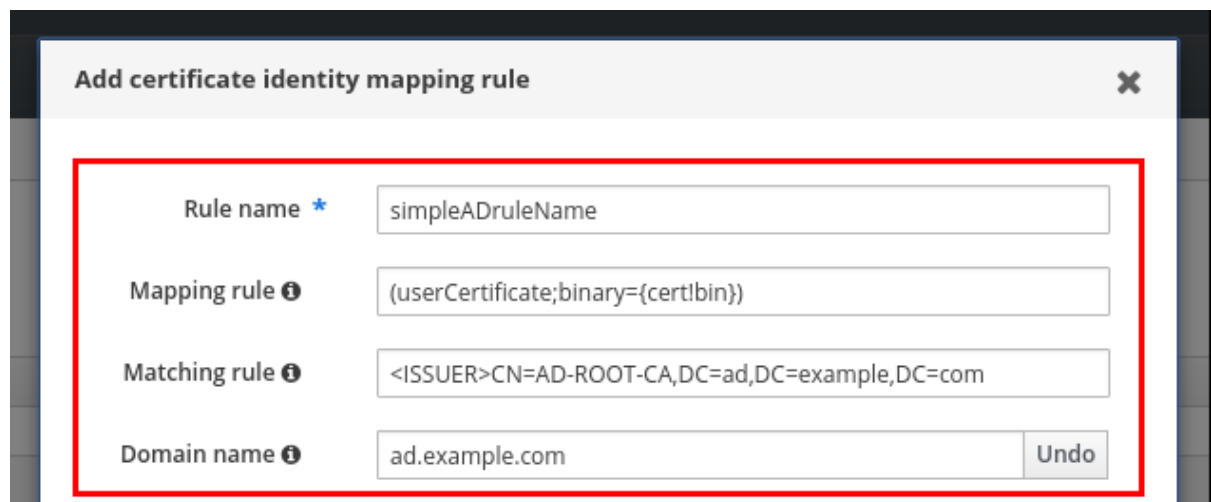 Add certificate identity mapping rule
Rule name * simpleADruleName
Mapping rule (userCertificate;binary={cert!bin})
Matching rule <ISSUER>CN=AD-ROOT-CA,DC=ad,DC=example,DC=com
Domain name ad.example.com Undo